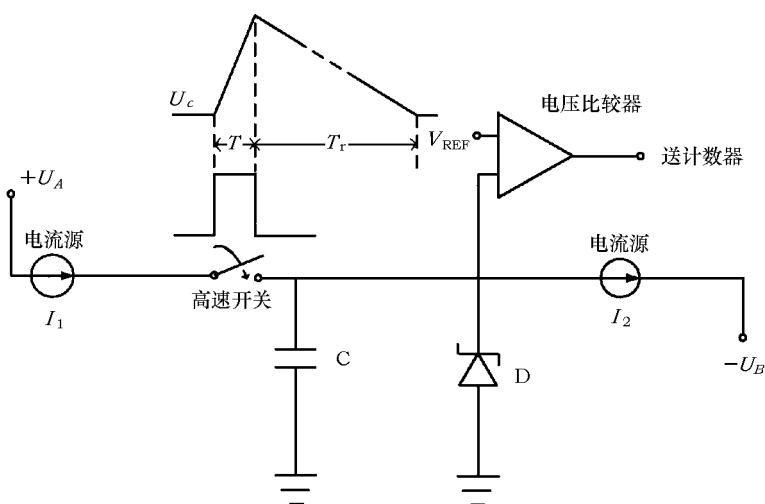 电压比较器
U_c
T
T_r
V_REF
送计数器
+U_A
电流源
电流源
高速开关
I_1
I_2
C
D
-U_B